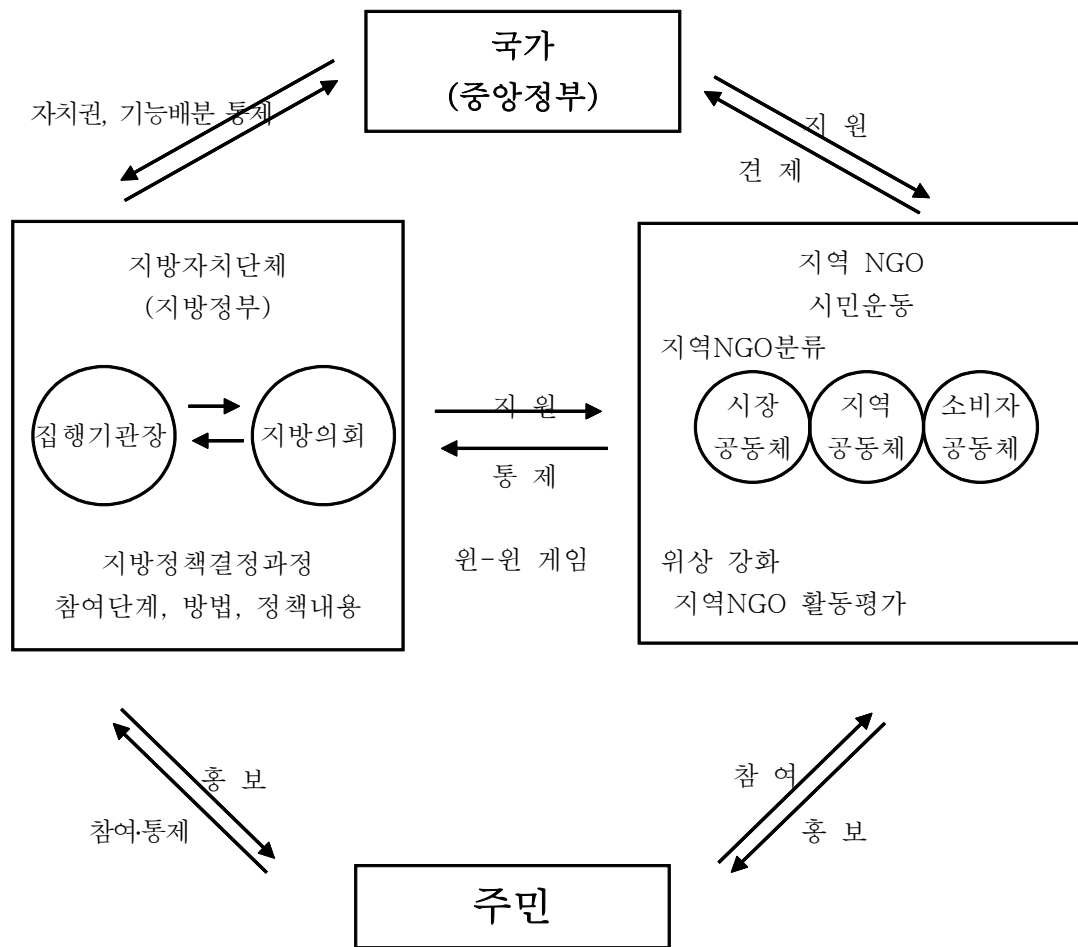 국가
(중앙정부)
자치권, 기능배분 통제
지 원
견 제
지방자치단체
(지방정부)
집행기관장
지방의회
지방정책결정과정
참여단계, 방법, 정책내용
지 원
통 제
윈-윈 게임
지역 NGO
시민운동
지역NGO분류
시장
공동체
지역
공동체
소비자
공동체
위상 강화
지역NGO 활동평가
홍 보
참여·통제
참 여
홍 보
주민